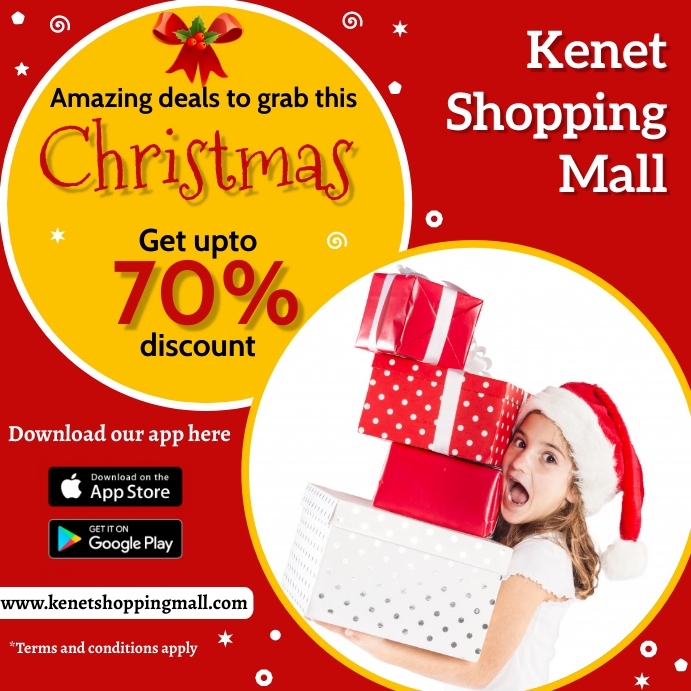 Amazing deals to grab this
Christmas
Get upto
70%
discount
Kenet
Shopping
Mall
Download our app here
Download on the
App Store
GET IT ON
Google Play
www.kenetshoppingmall.com
*Terms and conditions apply